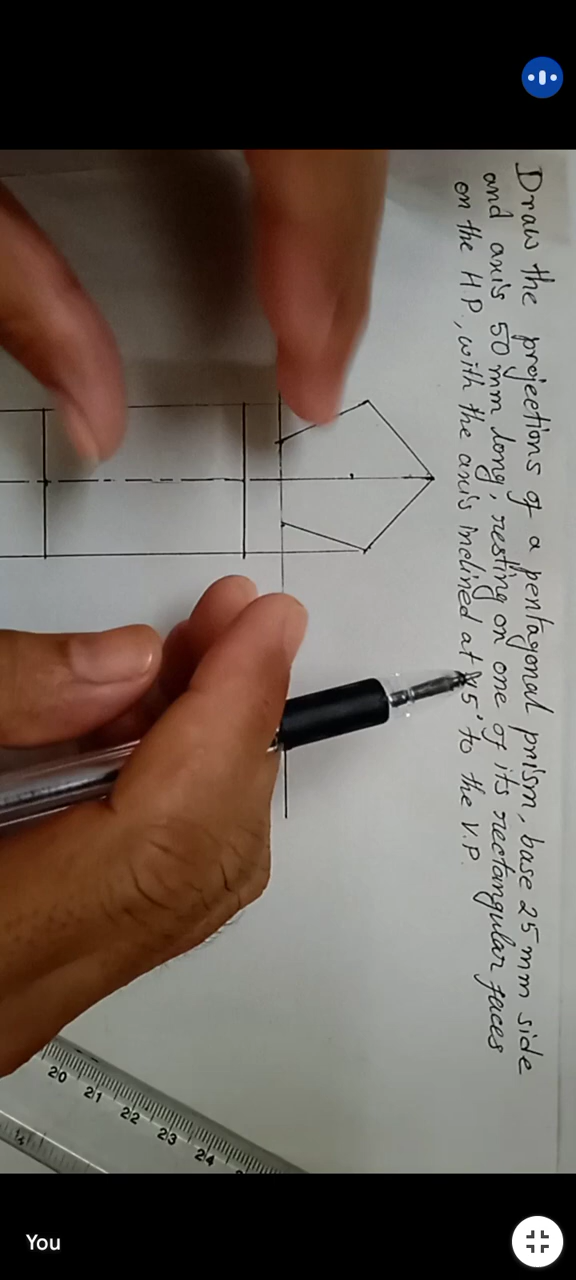 Draw the projections of a pentagonal prism, base 25 mm side
and axis 50 mm long, resting on one of its rectangular faces
on the H.P, with the axis inclined at 45° to the V.P.
20 21 22 23 24
You